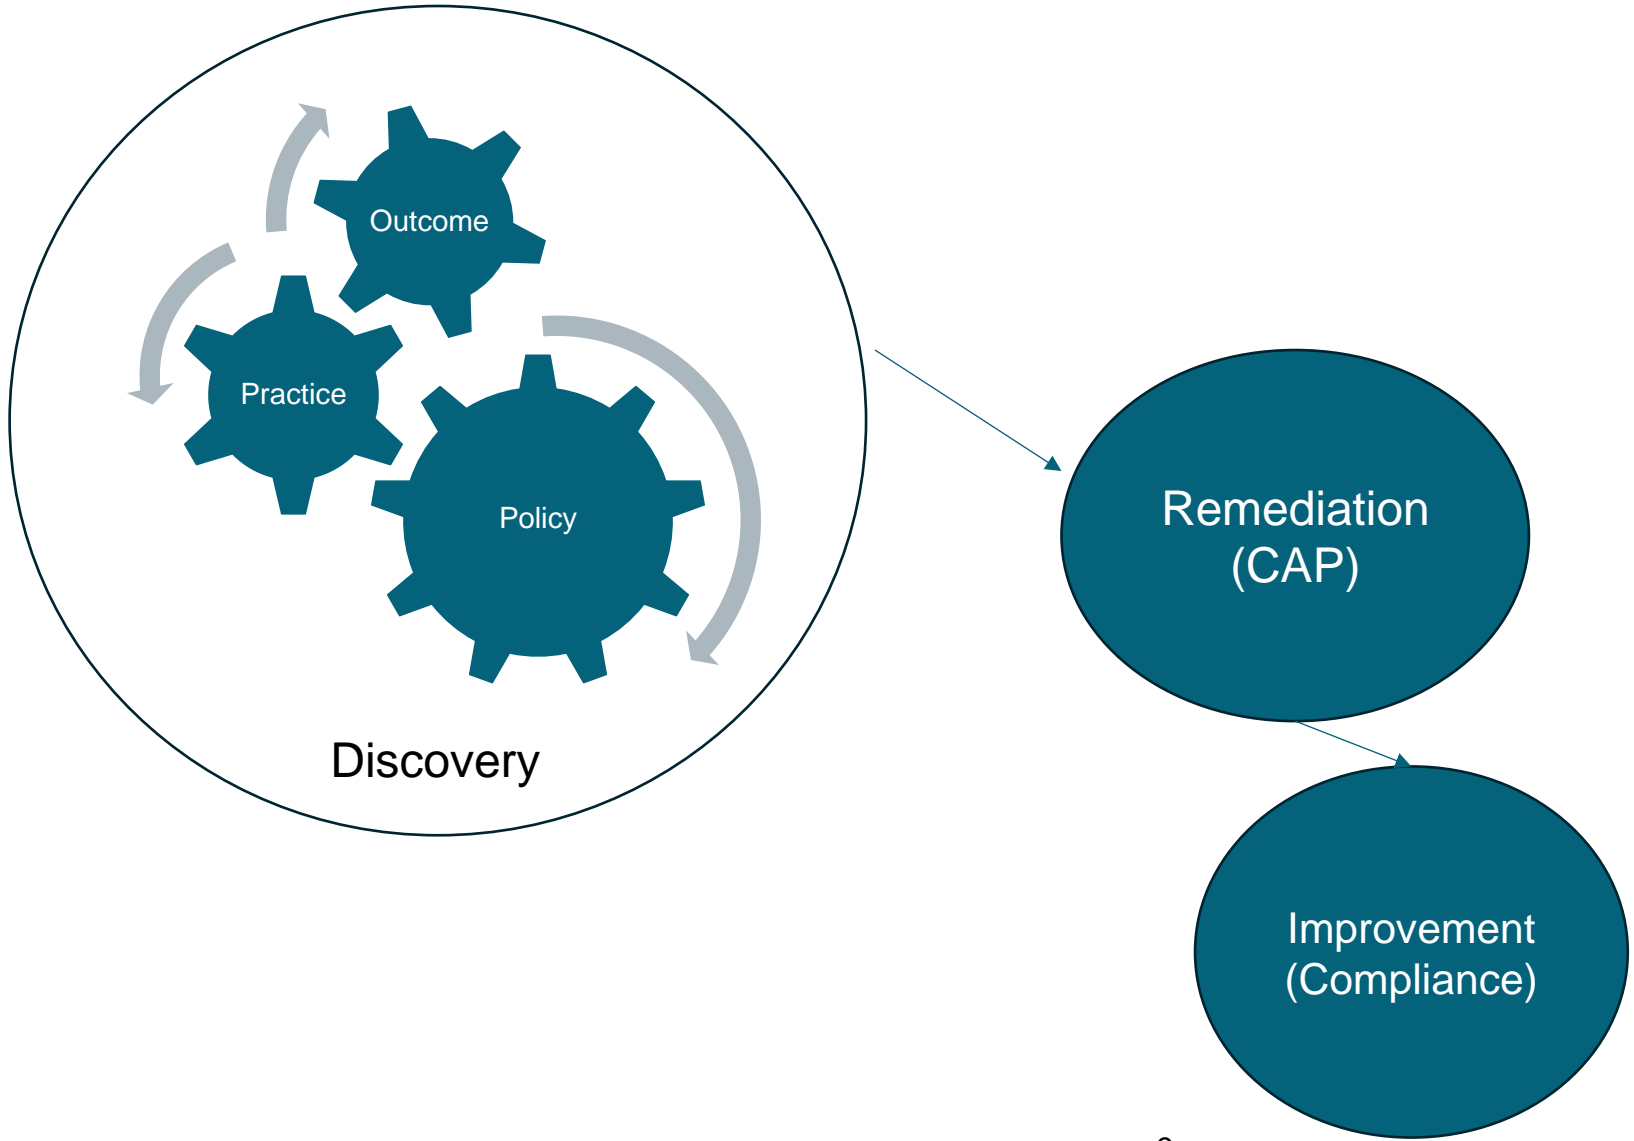 Outcome
Practice
Policy
Discovery
Remediation
(CAP)
Improvement
(Compliance)